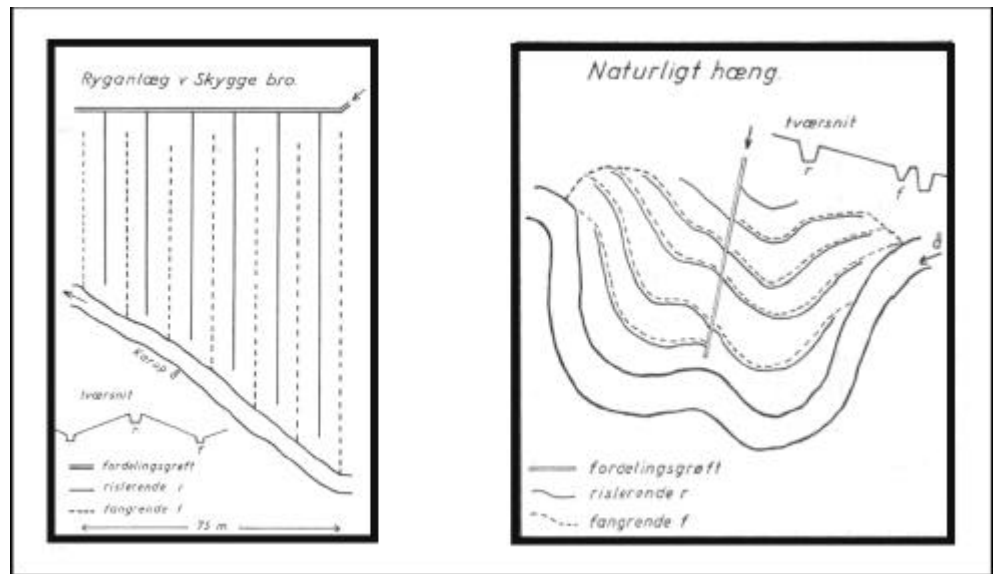 Ryganlæg v Skygge bro.
Karup å
tværsnit
r
f
fordelingsgrøft
rislerende r
fangrende f
75 m.
Naturligt hæng.
tværsnit
r
f
å
fordelingsgrøft
rislerende r
fangrende f